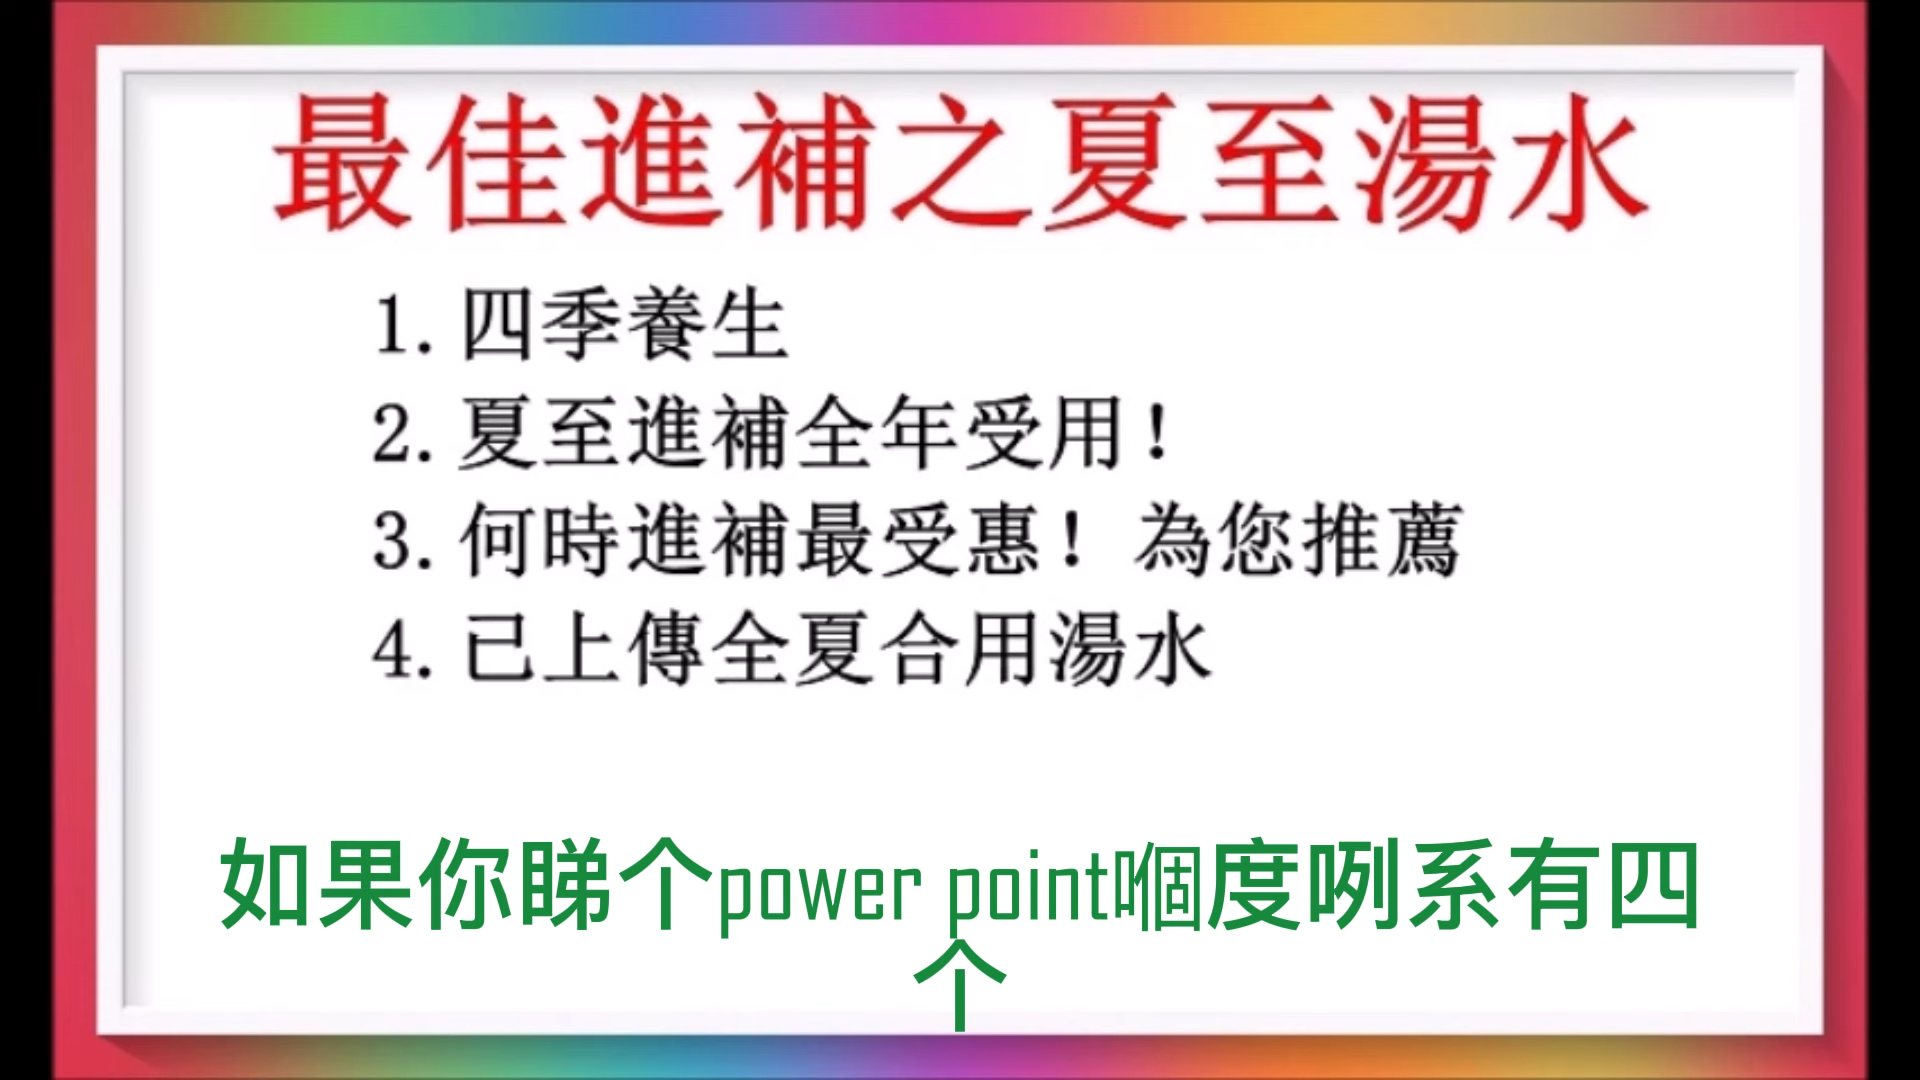 最佳進補之夏至湯水
1.四季養生
2.夏至進補全年受用！
3.何時進補最受惠！為您推薦
4.已上傳全夏合用湯水
如果你睇个power point嗰度咧系有四
个